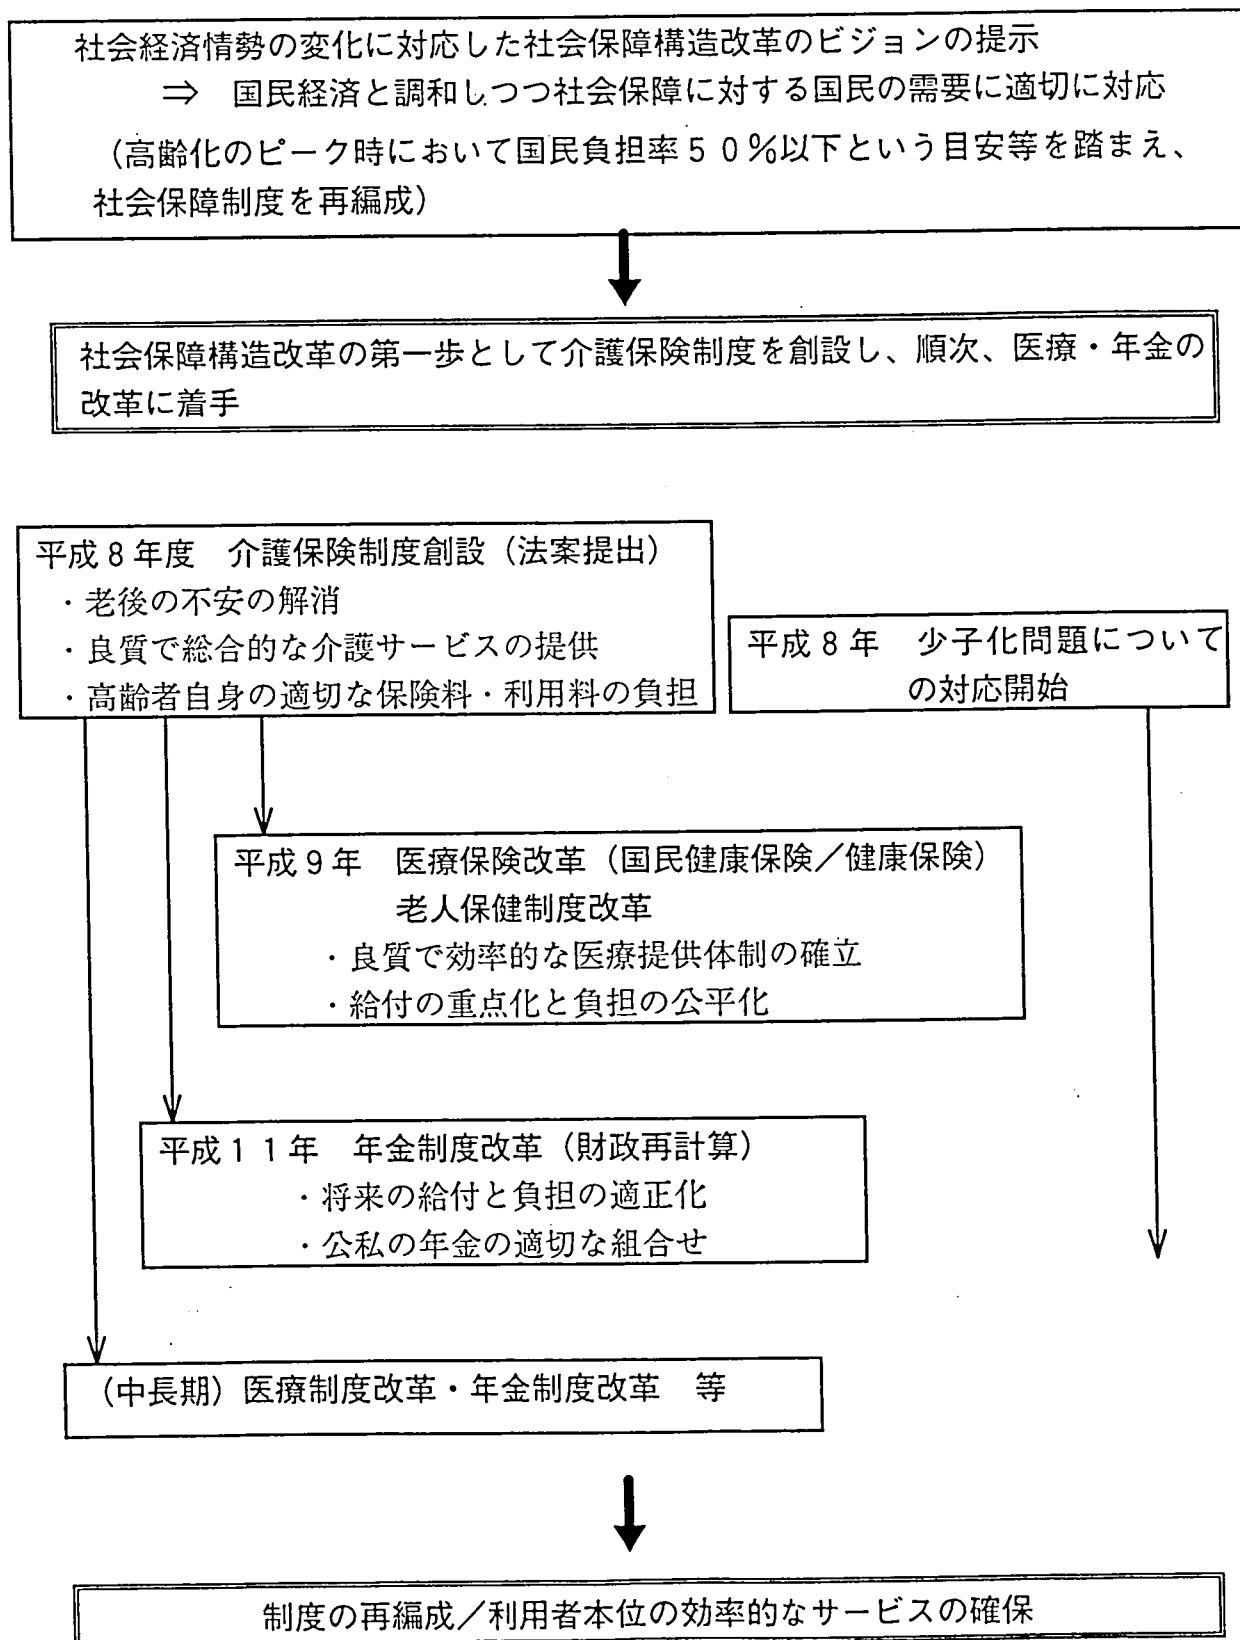 社会経済情勢の変化に対応した社会保障構造改革のビジョンの提示
⇒　国民経済と調和しつつ社会保障に対する国民の需要に適切に対応
（高齢化のピーク時において国民負担率５０％以下という目安等を踏まえ、
社会保障制度を再編成）
社会保障構造改革の第一歩として介護保険制度を創設し、順次、医療・年金の
改革に着手
平成８年度　介護保険制度創設（法案提出）
・老後の不安の解消
・良質で総合的な介護サービスの提供
・高齢者自身の適切な保険料・利用料の負担
平成８年　少子化問題について
の対応開始
平成９年　医療保険改革（国民健康保険／健康保険）
老人保健制度改革
・良質で効率的な医療提供体制の確立
・給付の重点化と負担の公平化
平成１１年　年金制度改革（財政再計算）
・将来の給付と負担の適正化
・公私の年金の適切な組合せ
（中長期）医療制度改革・年金制度改革　等
制度の再編成／利用者本位の効率的なサービスの確保